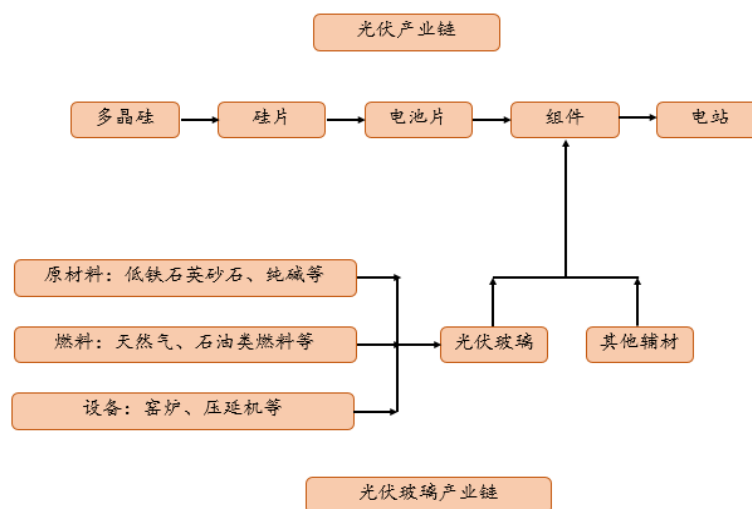 光伏产业链
多晶硅
硅片
电池片
组件
电站
原材料：低铁石英砂石、纯碱等
燃料：天然气、石油类燃料等
光伏玻璃
其他辅材
设备：窑炉、压延机等
光伏玻璃产业链